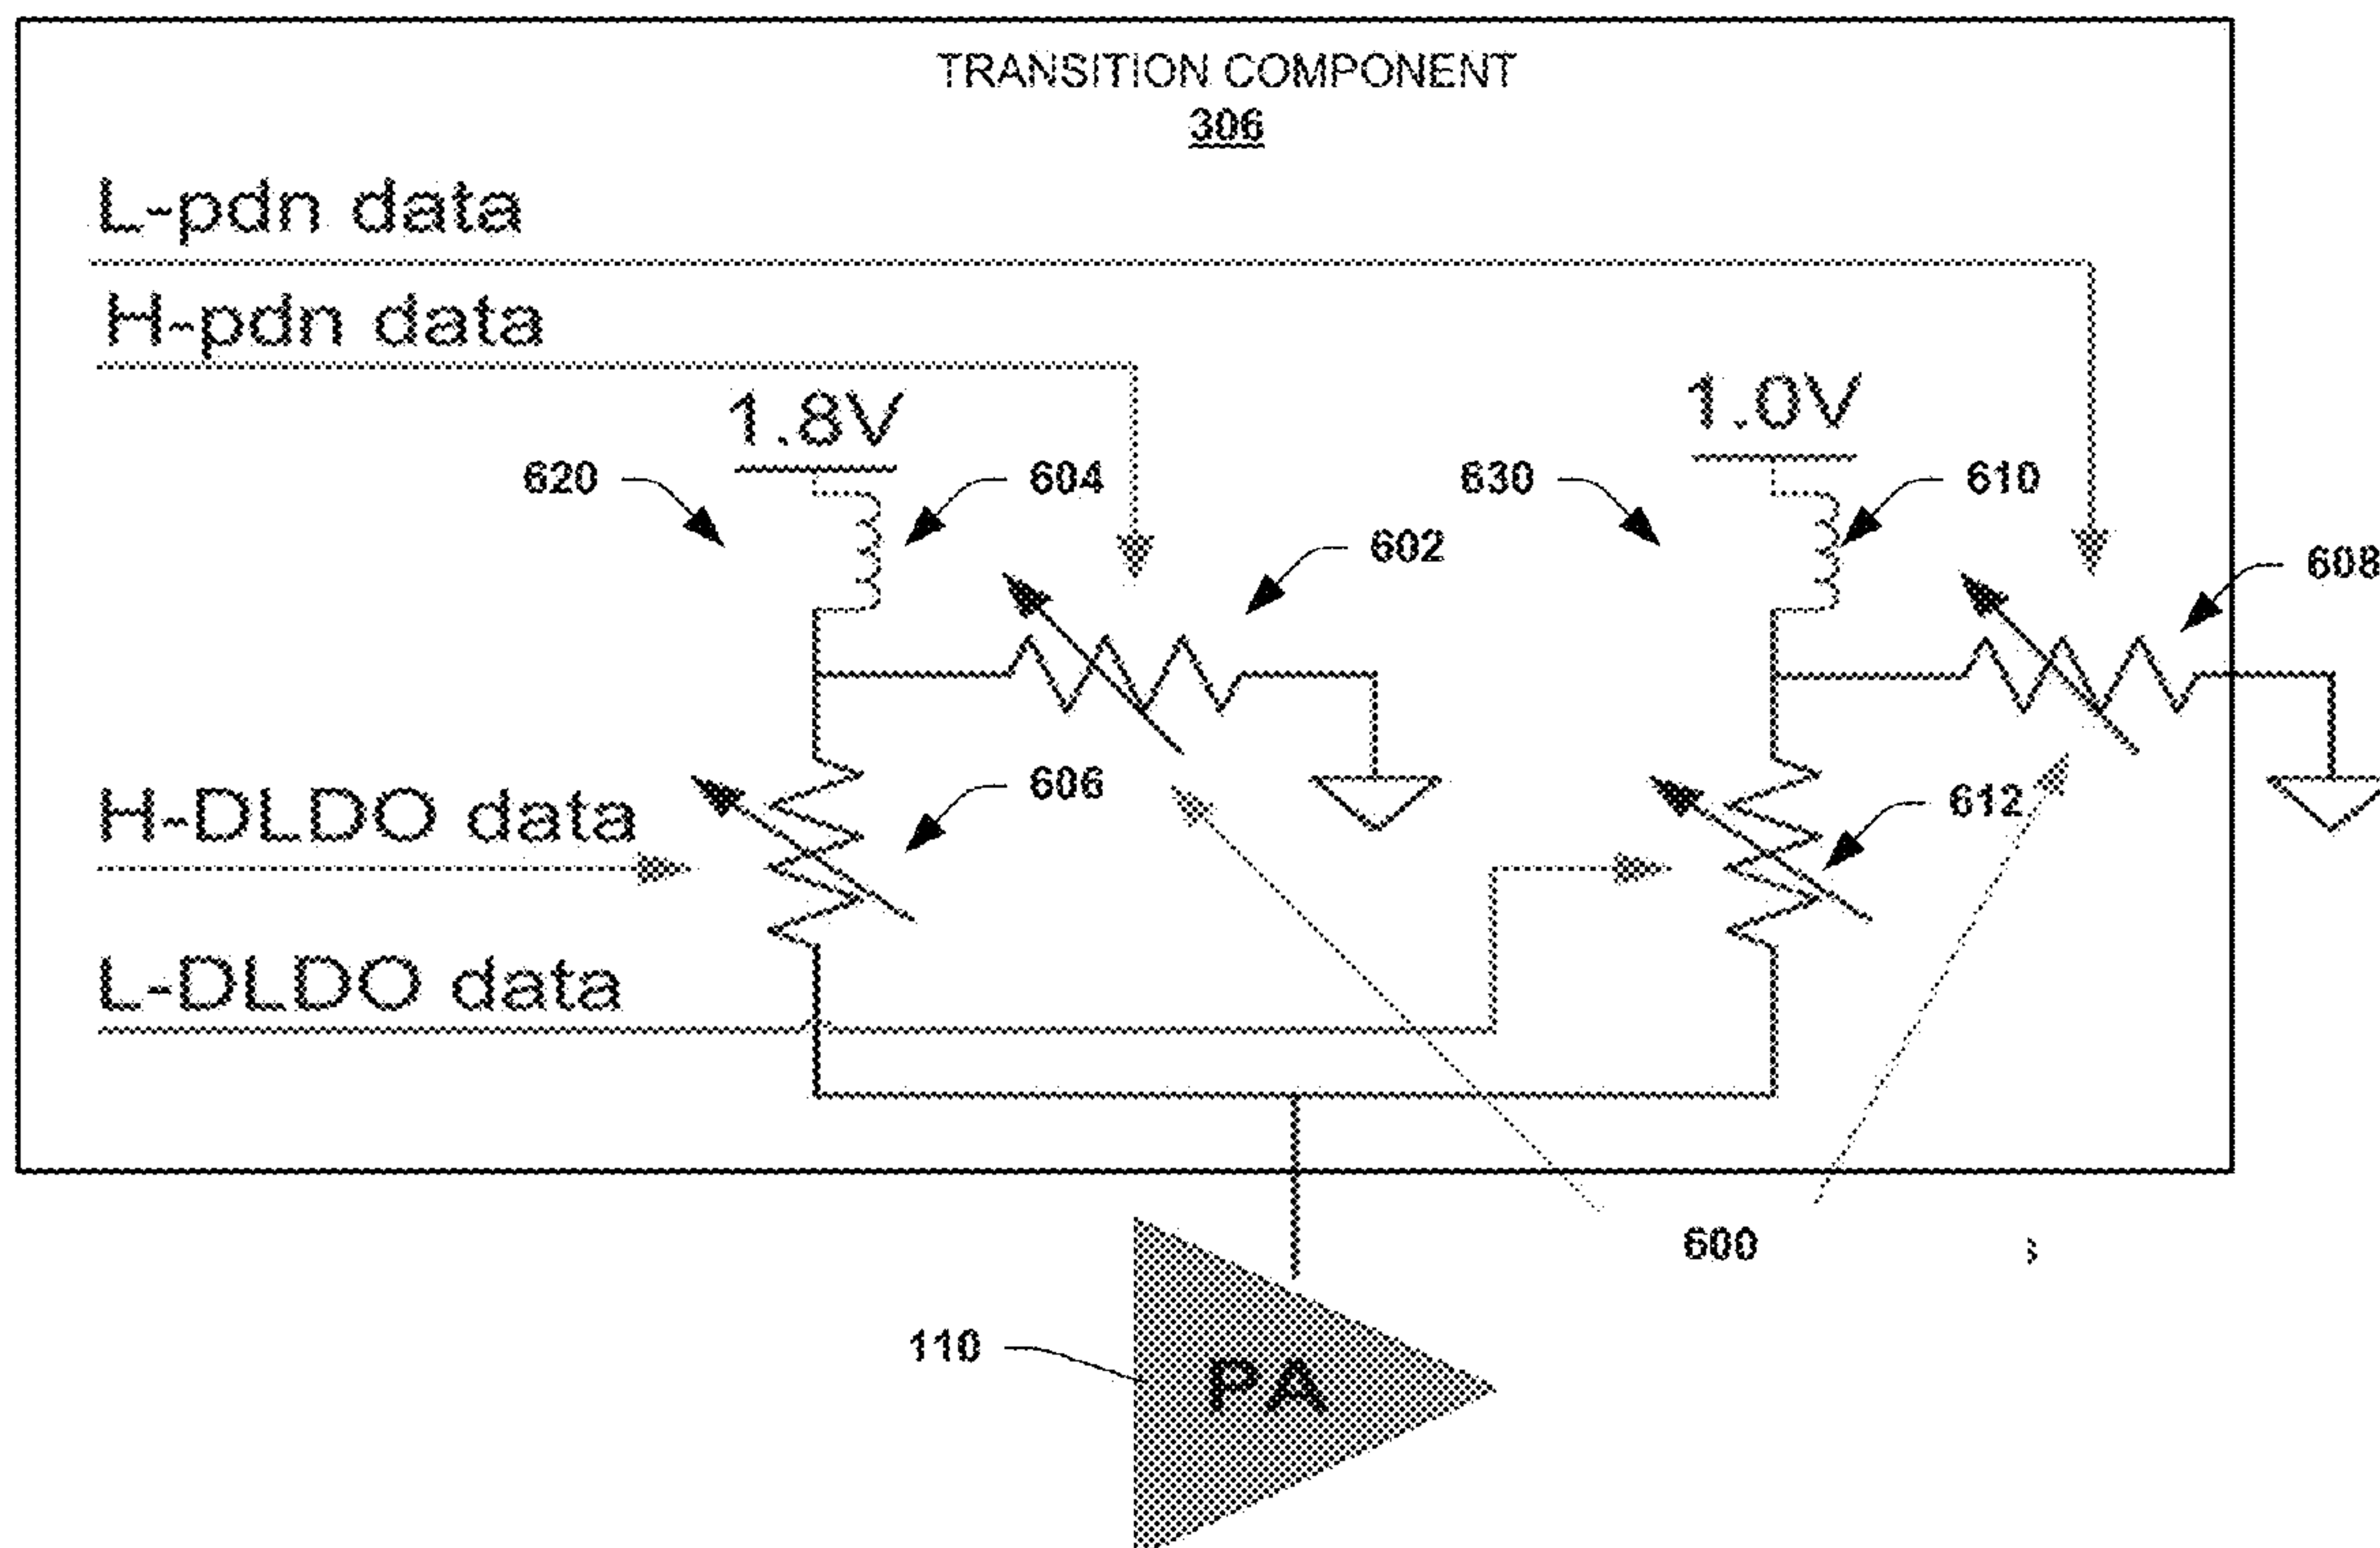 TRANSITION COMPONENT
306
L-pdn data
H-pdn data
1.8V
1.0V
620
604
630
610
602
608
606
612
H-DLDO data
L-DLDO data
600
s
110
PA